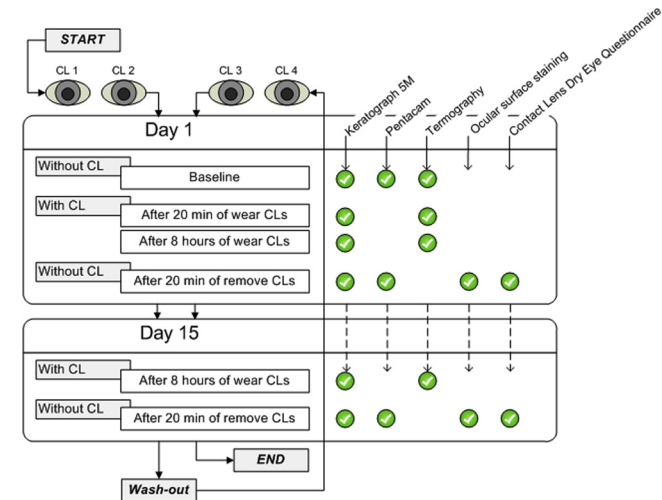 START
CL 1
CL 2
CL 3
CL 4
Keratograph 5M
Pentacam
Termography
Ocular surface staining
Contact Lens Dry Eye Questionnaire
Day 1
Without CL
Baseline
With CL
After 20 min of wear CLs
After 8 hours of wear CLs
Without CL
After 20 min of remove CLs
Day 15
With CL
After 8 hours of wear CLs
Without CL
After 20 min of remove CLs
END
Wash-out